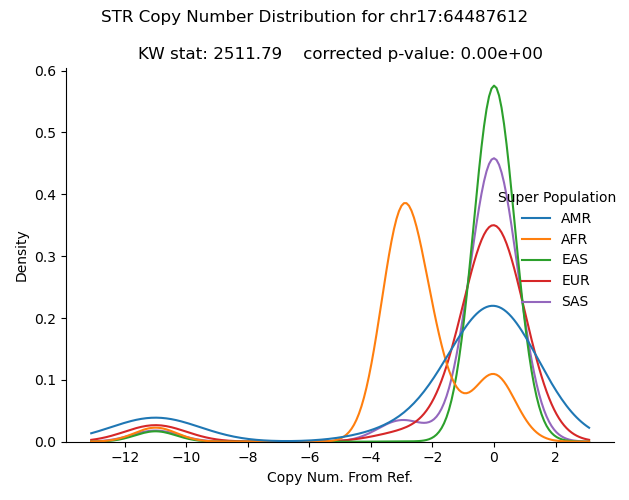 STR Copy Number Distribution for chr17:64487612
KW stat: 2511.79    corrected p-value: 0.00e+00
0.6
0.5
0.4
0.3
0.2
0.1
0.0
Density
Super Population
AMR
AFR
EAS
EUR
SAS
−12 −10 −8 −6 −4 −2 0 2
Copy Num. From Ref.